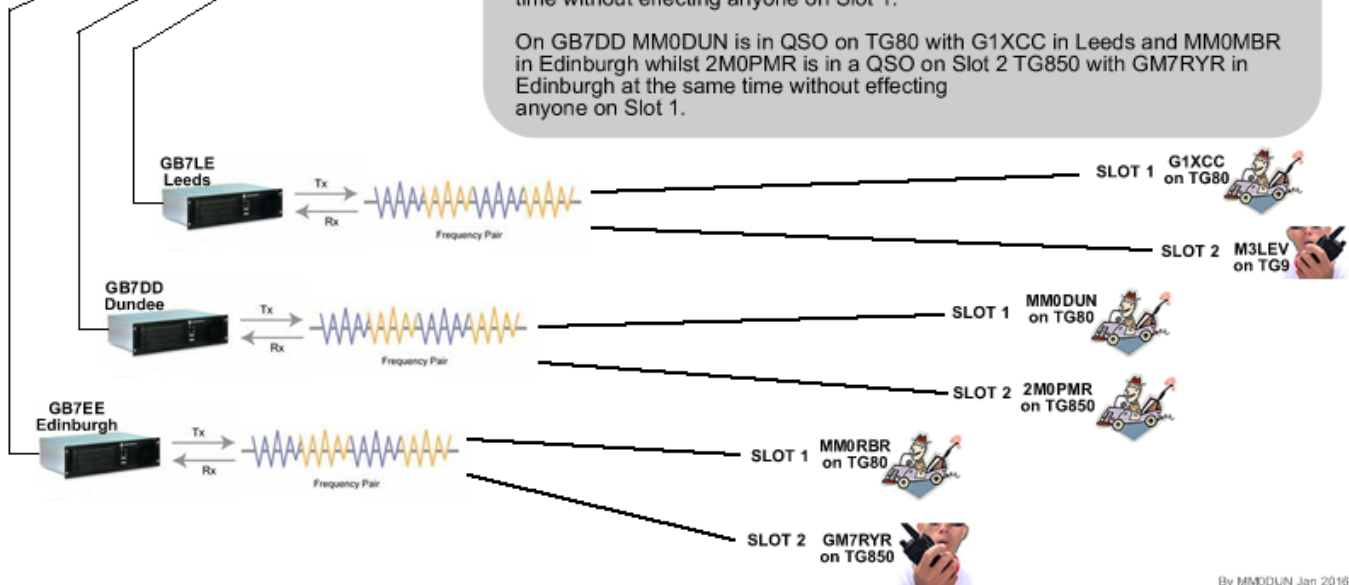 time without effecting anyone on Slot 1.
On GB7DD MM0DUN is in QSO on TG80 with G1XCC in Leeds and MM0MBR
in Edinburgh whilst 2M0PMR is in a QSO on Slot 2 TG850 with GM7RYR in
Edinburgh at the same time without effecting
anyone on Slot 1.
GB7LE
Leeds
Tx
Rx
Frequency Pair
SLOT 1
G1XCC
on TG80
SLOT 2
M3LEV
on TG9
GB7DD
Dundee
Tx
Rx
Frequency Pair
SLOT 1
MM0DUN
on TG80
SLOT 2
2M0PMR
on TG850
GB7EE
Edinburgh
Tx
Rx
Frequency Pair
SLOT 1
MM0RBR
on TG80
SLOT 2
GM7RYR
on TG850
By MM0DUN Jan 2016